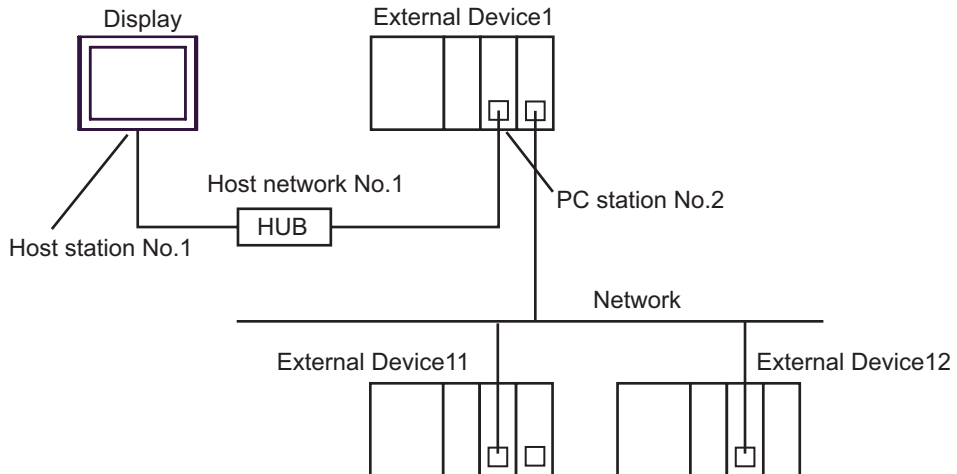 Display
External Device1
Host network No.1
PC station No.2
HUB
Host station No.1
Network
External Device11
External Device12